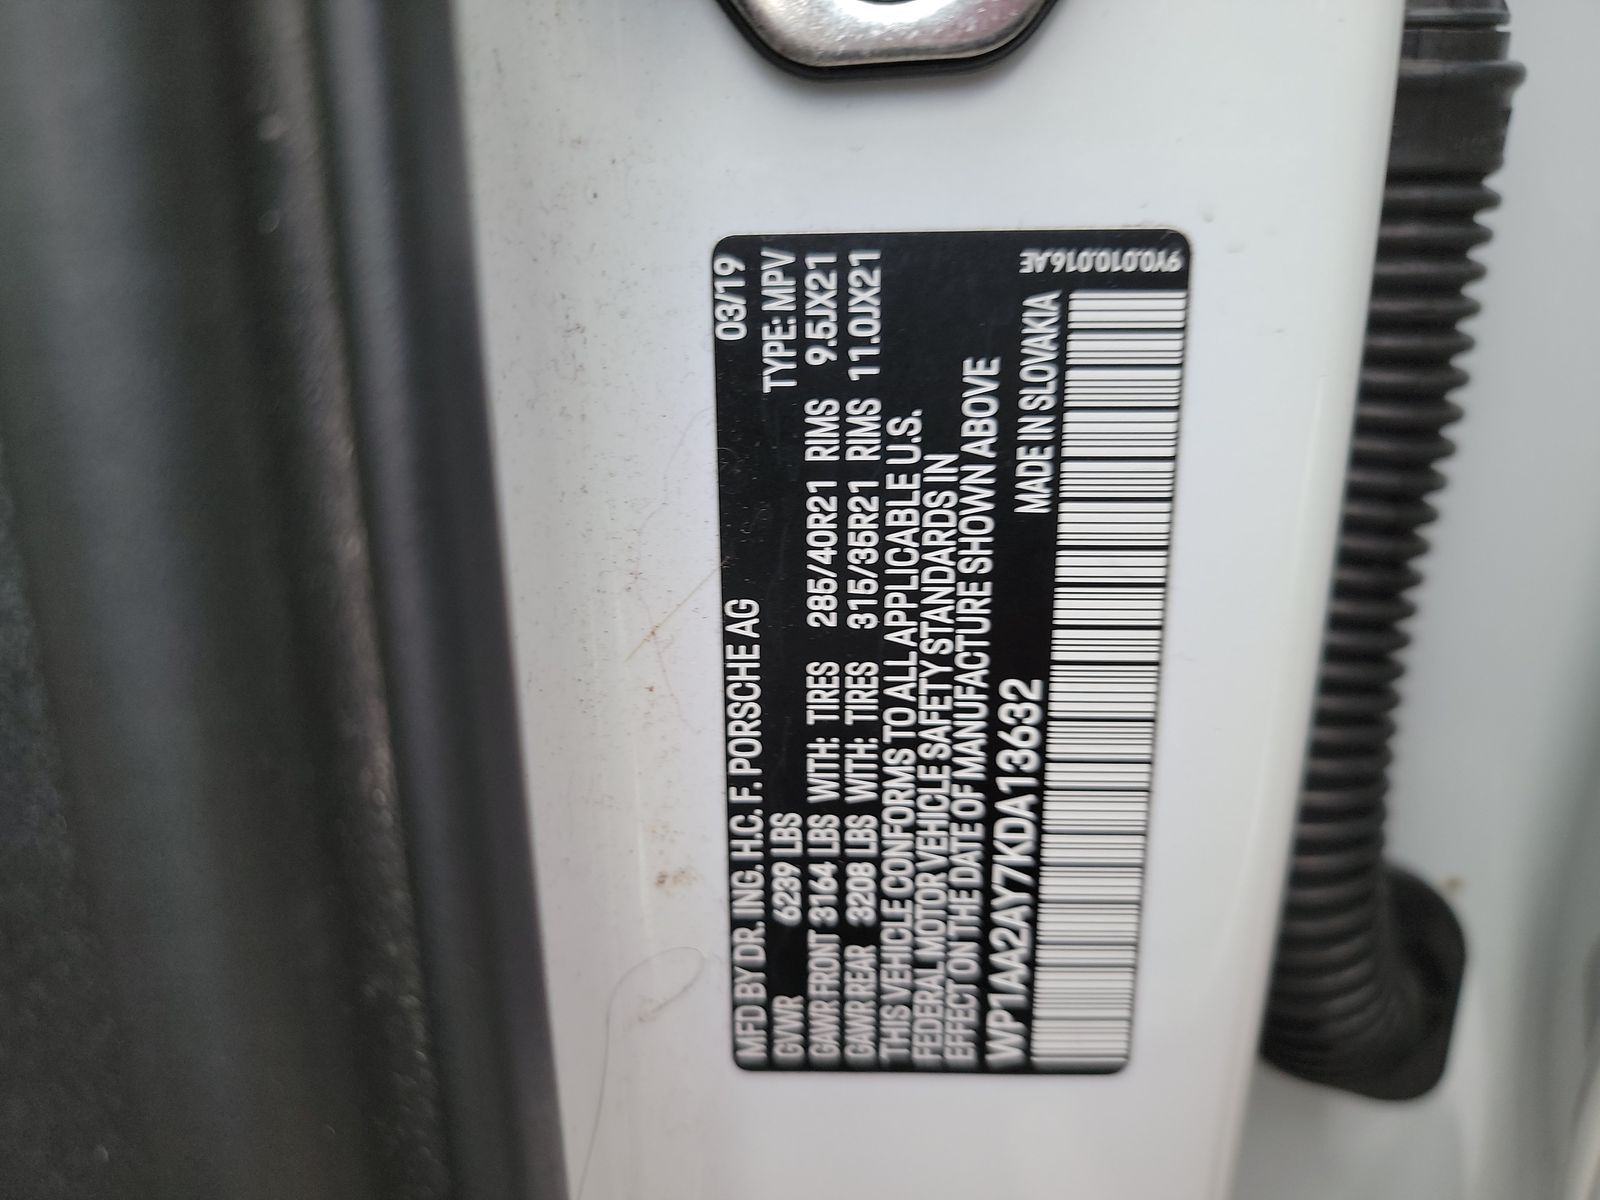 MFD BY DR. ING. H.C. F. PORSCHE AG 03/19
GVWR 6239 LBS TYPE: MPV
GAWR FRONT 3164 LBS WITH: TIRES 285/40R21 RIMS 9.5JX21
GAWR REAR 3208 LBS WITH: TIRES 315/35R21 RIMS 11.0JX21
THIS VEHICLE CONFORMS TO ALL APPLICABLE U.S.
FEDERAL MOTOR VEHICLE SAFETY STANDARDS IN
EFFECT ON THE DATE OF MANUFACTURE SHOWN ABOVE
WP1AA2AY7KDA13632 MADE IN SLOVAKIA
9Y0.010.016.AE